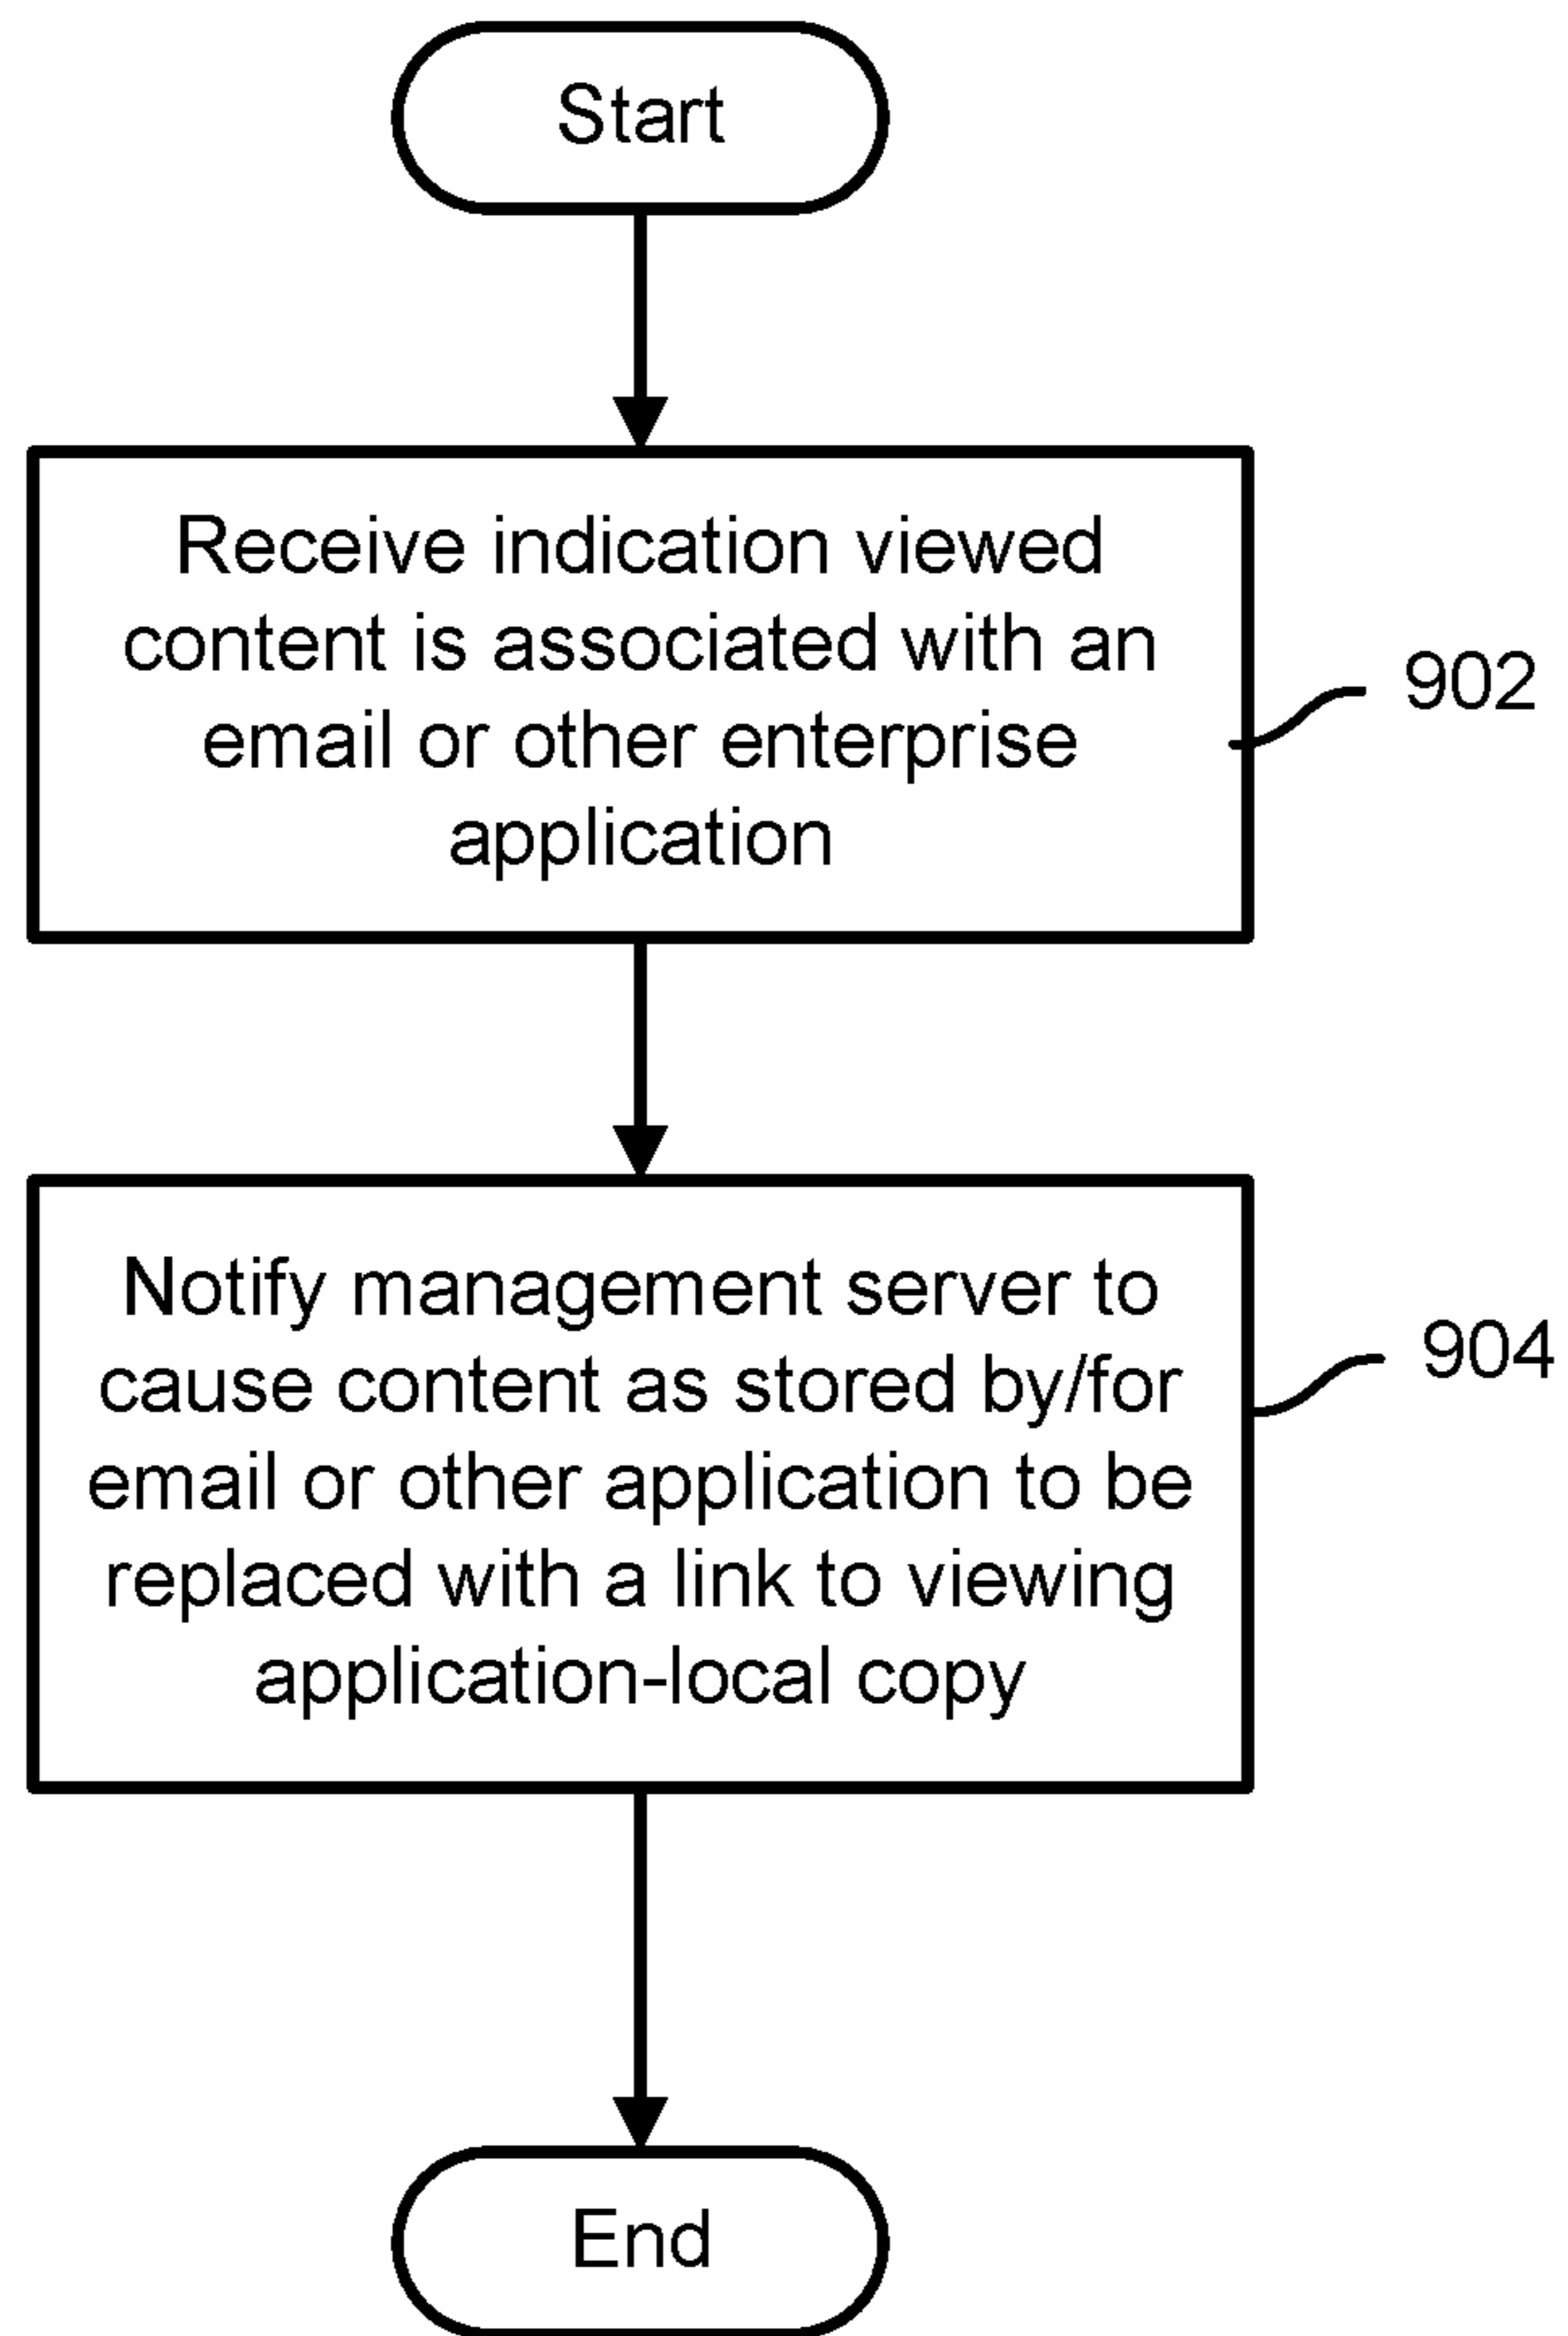 Start
Receive indication viewed
content is associated with an
email or other enterprise
application
902
Notify management server to
cause content as stored by/for
email or other application to be
replaced with a link to viewing
application-local copy
904
End